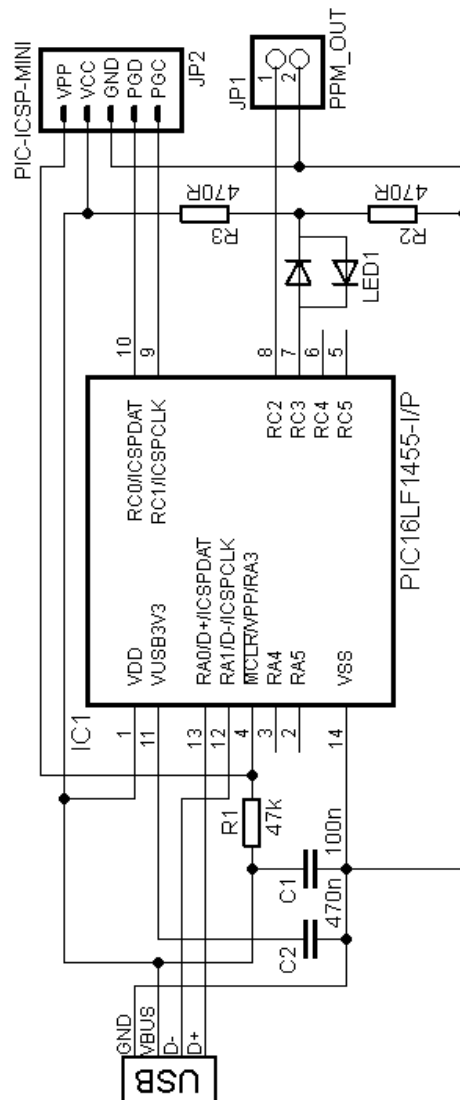 PIC-ICSP-MINI
VPP
VCC
GND
PGD
PGC
JP2
JP1
1
2
PPM_OUT
470R
R3
470R
R2
LED1
10
9
8
7
6
5
RC0/ICSPDAT
RC1/ICSPCLK
RC2
RC3
RC4
RC5
PIC16LF1455-I/P
VDD
VUSB3V3
RA0/D+/ICSPDAT
RA1/D-/ICSPCLK
MCLR/VPP/RA3
RA4
RA5
VSS
IC1
1
11
13
12
4
3
2
14
R1
47k
C1
100n
C2
470n
GND
VBUS
D-
D+
USB